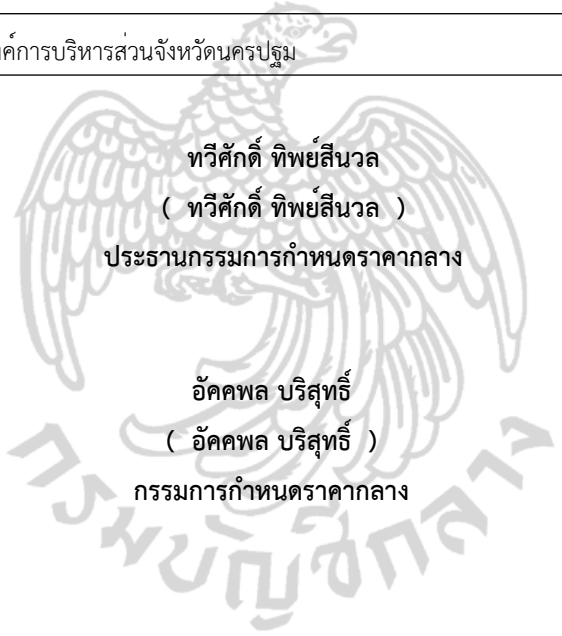 ค์การบริหารส่วนจังหวัดนครปฐม
ทวีศักดิ์ ทิพย์สีนวล
( ทวีศักดิ์ ทิพย์สีนวล )
ประธานกรรมการกำหนดราคากลาง
อัคคพล บริสุทธิ์
( อัคคพล บริสุทธิ์ )
กรรมการกำหนดราคากลาง
กรมบัญชีกลาง